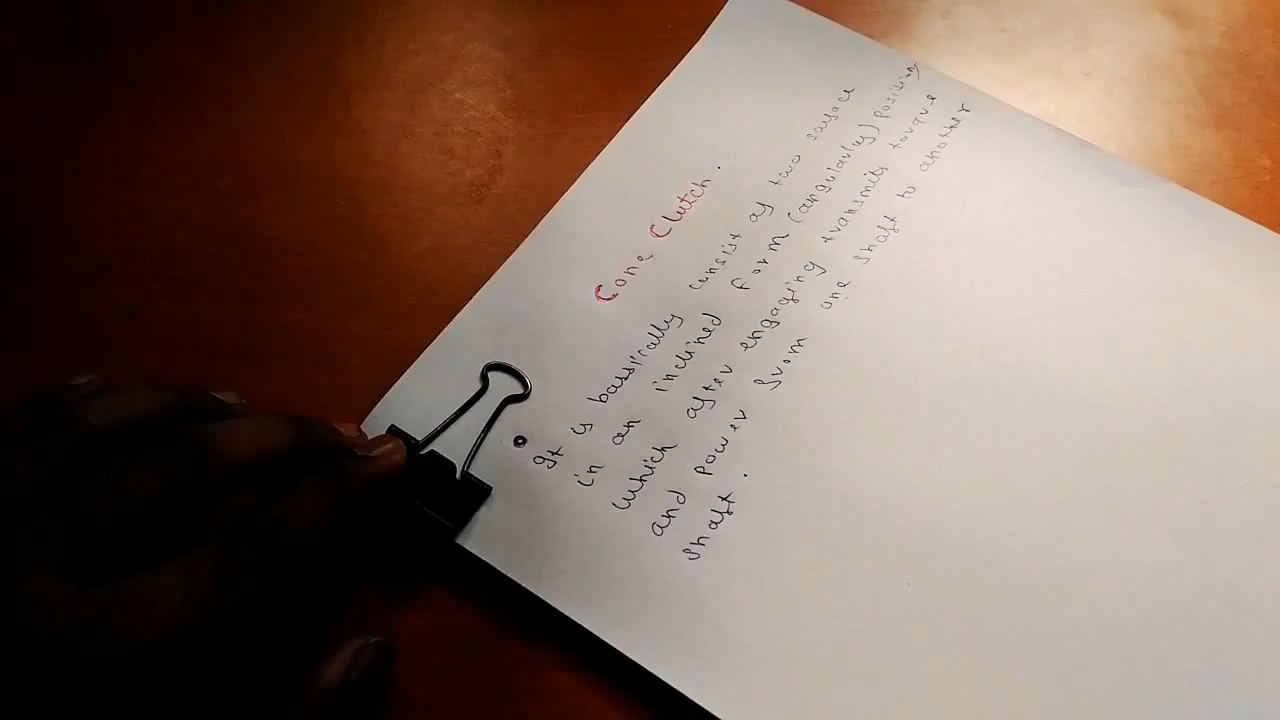 Cone Clutch.
It is bassically consist of two surface
in an inclined form (angularly) position
which after engaging transmits torque
and power from one shaft to another
shaft.